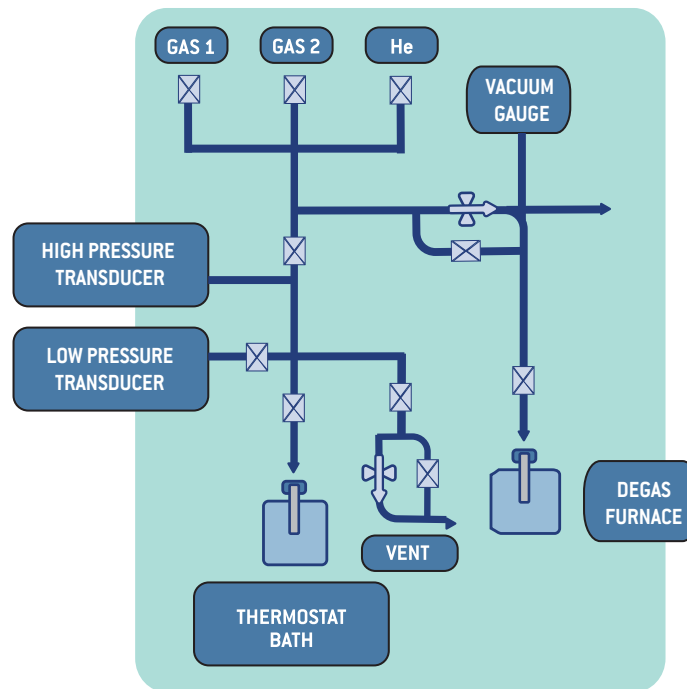 GAS 1
GAS 2
He
VACUUM
GAUGE
HIGH PRESSURE
TRANSDUCER
LOW PRESSURE
TRANSDUCER
DEGAS
FURNACE
VENT
THERMOSTAT
BATH